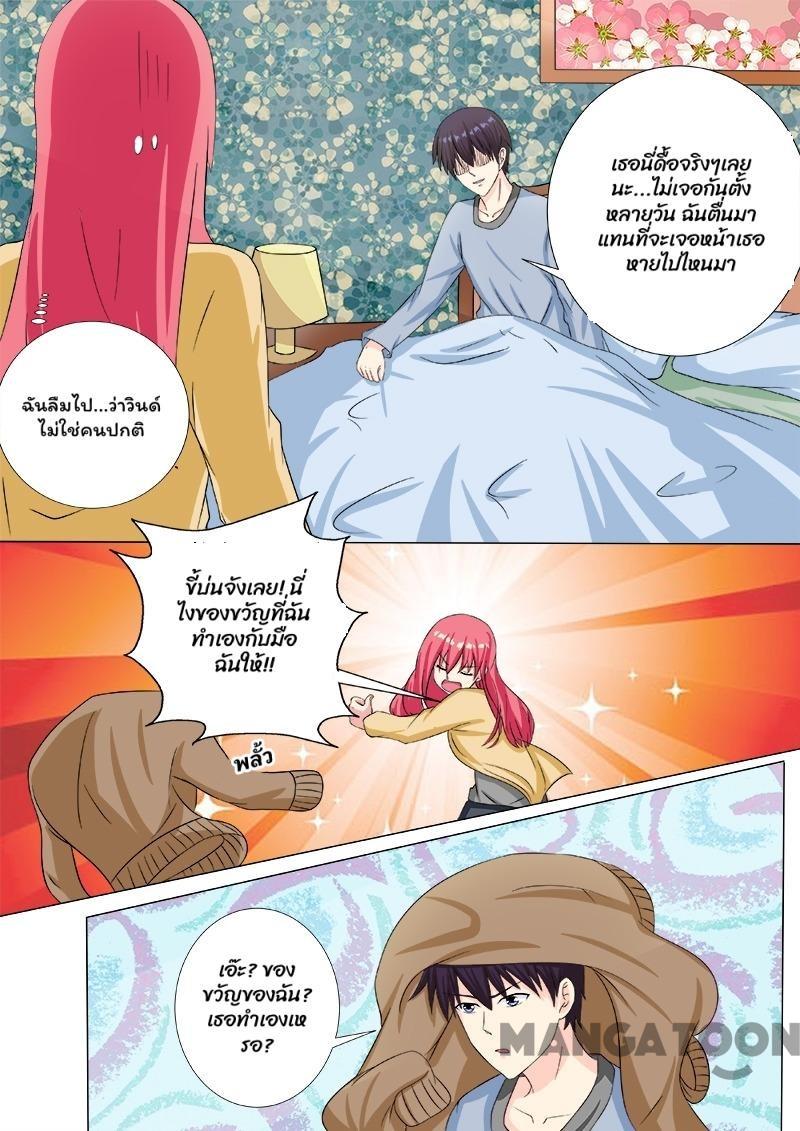 เธอนี่ดื้อจริงๆเลย
นะ...ไม่เจอกันตั้ง
หลายวัน ฉันตื่นมา
แทนที่จะเจอหน้าเธอ
หายไปไหนมา
ฉันลืมไป...ว่าวินด์
ไม่ใช่คนปกติ
ขี้บ่นจังเลย! นี่
ไงของขวัญที่ฉัน
ทำเองกับมือ
ฉันให้!!
พลั้ว
เอ๊ะ? ของ
ขวัญของฉัน?
เธอทำเองเห
รอ?
MANGATOON